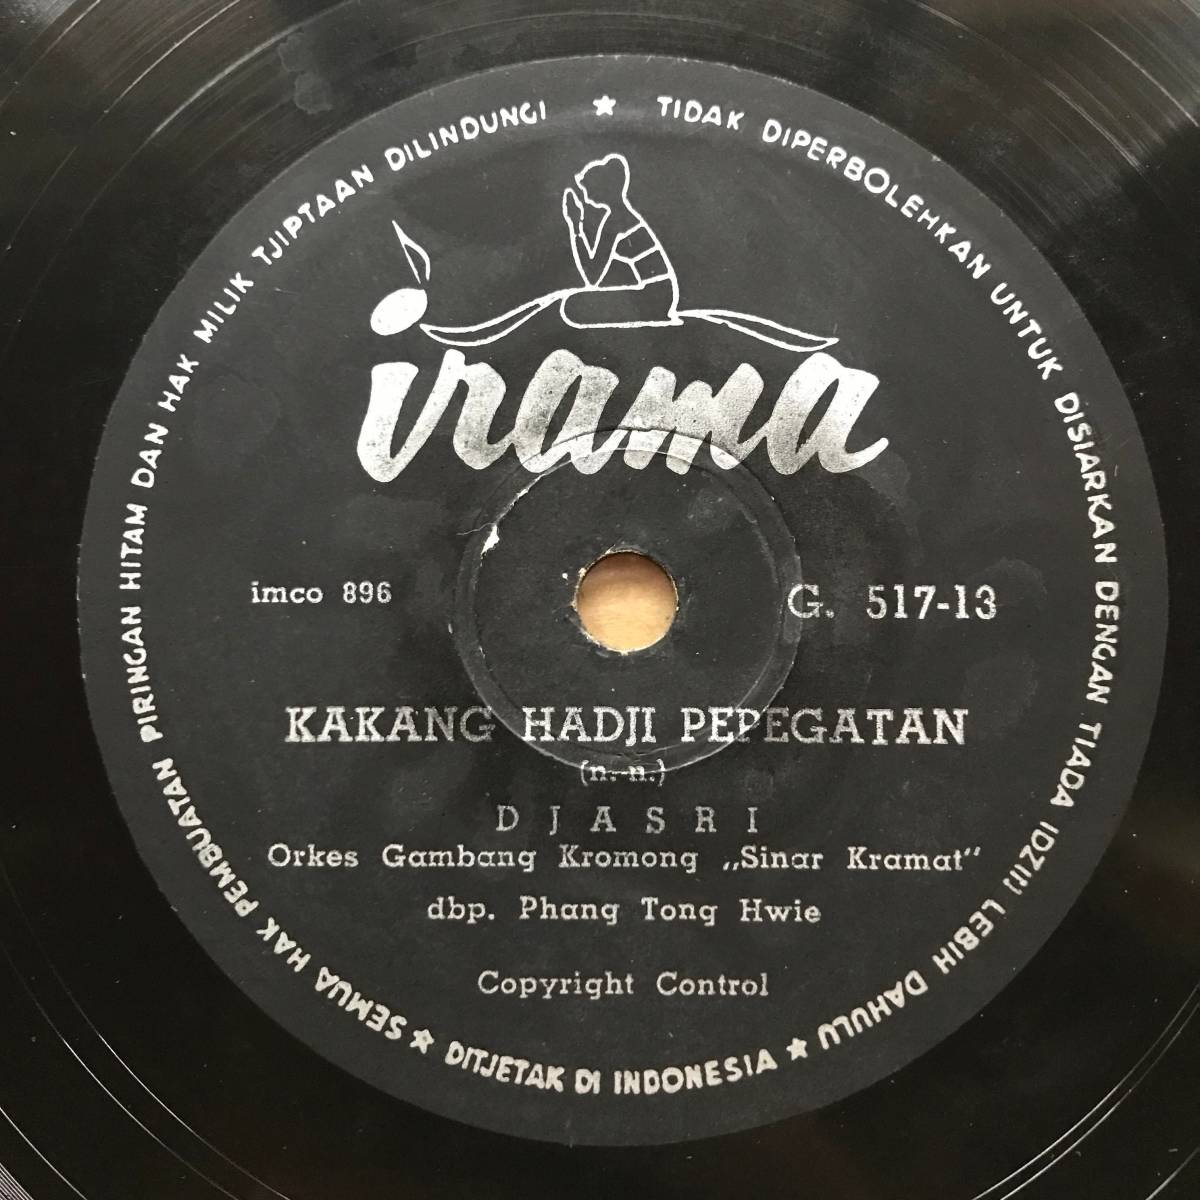 SEMUA HAK PEMBUATAN PIRINGAN HITAM DAN HAK MILIK TJIPTAAN DILINDUNGI ★ TIDAK DIPERBOLEHKAN UNTUK DISIARKAN DENGAN TIADA IDZIN LEBIH DAHULU ★ DITJETAK DI INDONESIA ★
irama
imco 896
G. 517-13
KAKANG HADJI PEPEGATAN
(n.-n.)
DJASRI
Orkes Gambang Kromong „Sinar Kramat“
dbp. Phang Tong Hwie
Copyright Control